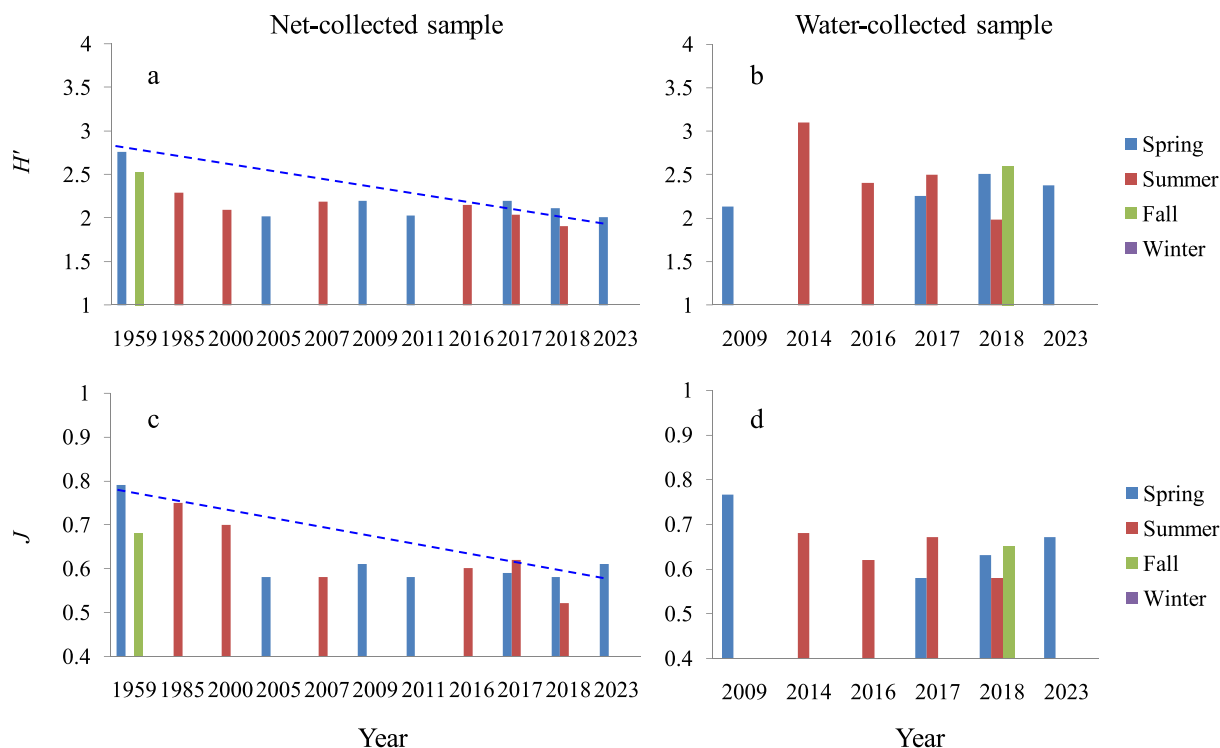 Net-collected sample
Water-collected sample
a
H'
4
3.5
3
2.5
2
1.5
1
1959 1985 2000 2005 2007 2009 2011 2016 2017 2018 2023
b
4
3.5
3
2.5
2
1.5
1
2009 2014 2016 2017 2018 2023
Spring
Summer
Fall
Winter
c
J
1
0.9
0.8
0.7
0.6
0.5
0.4
1959 1985 2000 2005 2007 2009 2011 2016 2017 2018 2023
Year
d
1
0.9
0.8
0.7
0.6
0.5
0.4
2009 2014 2016 2017 2018 2023
Year
Spring
Summer
Fall
Winter